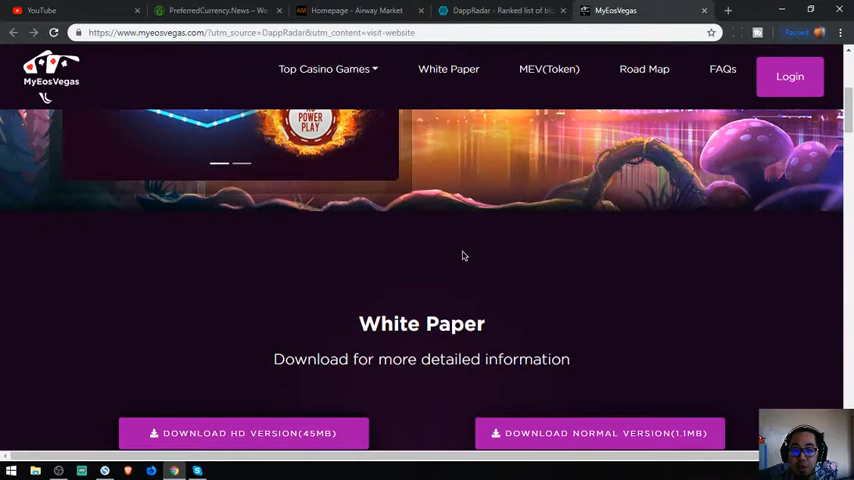 YouTube
PreferredCurrency.News – We
Homepage - Airway Market
DappRadar - Ranked list of blo
MyEosVegas
https://www.myeosvegas.com/?utm_source=DappRadar&utm_content=visit-website
Paused
MyEosVegas
Top Casino Games
White Paper
MEV(Token)
Road Map
FAQs
Login
POWER
PLAY
White Paper
Download for more detailed information
DOWNLOAD HD VERSION(45MB)
DOWNLOAD NORMAL VERSION(1.1MB)